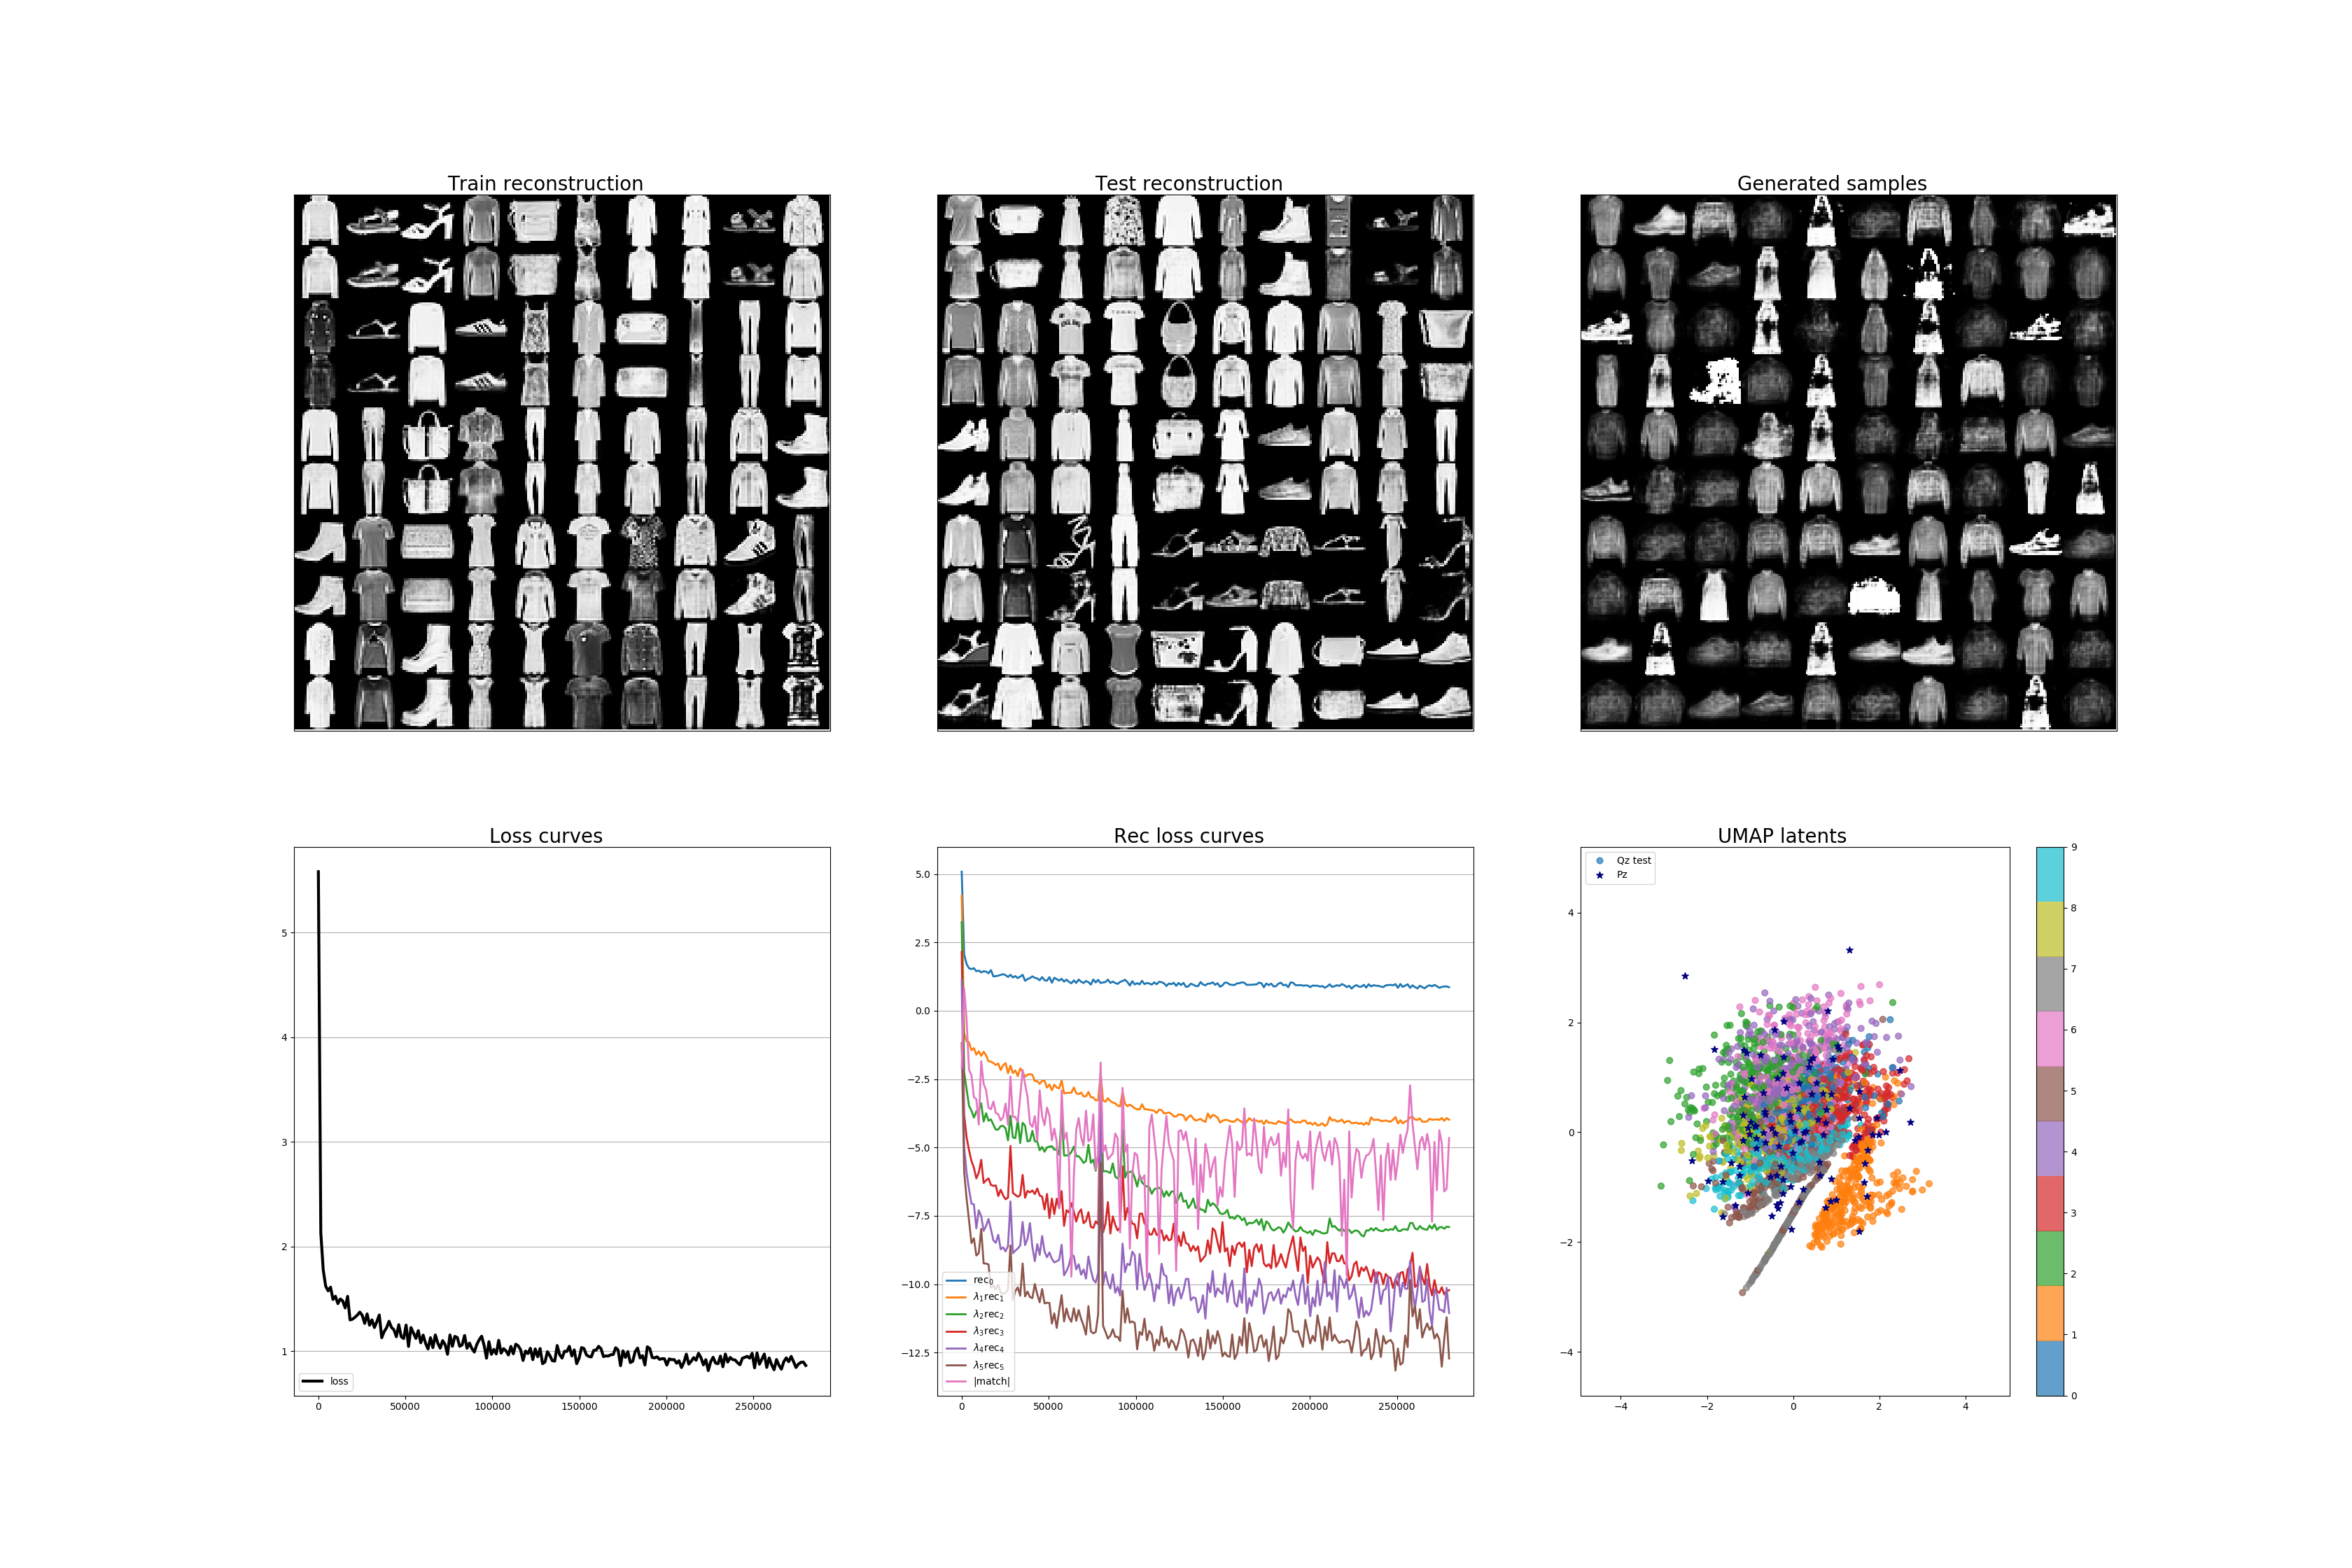 Train reconstruction
Test reconstruction
Generated samples
Loss curves
5
4
3
2
1
0
50000
100000
150000
200000
250000
loss
Rec loss curves
5.0
2.5
0.0
−2.5
−5.0
−7.5
−10.0
−12.5
0
50000
100000
150000
200000
250000
rec₀
λ₁rec₁
λ₂rec₂
λ₃rec₃
λ₄rec₄
λ₅rec₅
|match|
UMAP latents
Qz test
Pz
4
2
0
−2
−4
−4
−2
0
2
4
9
8
7
6
5
4
3
2
1
0